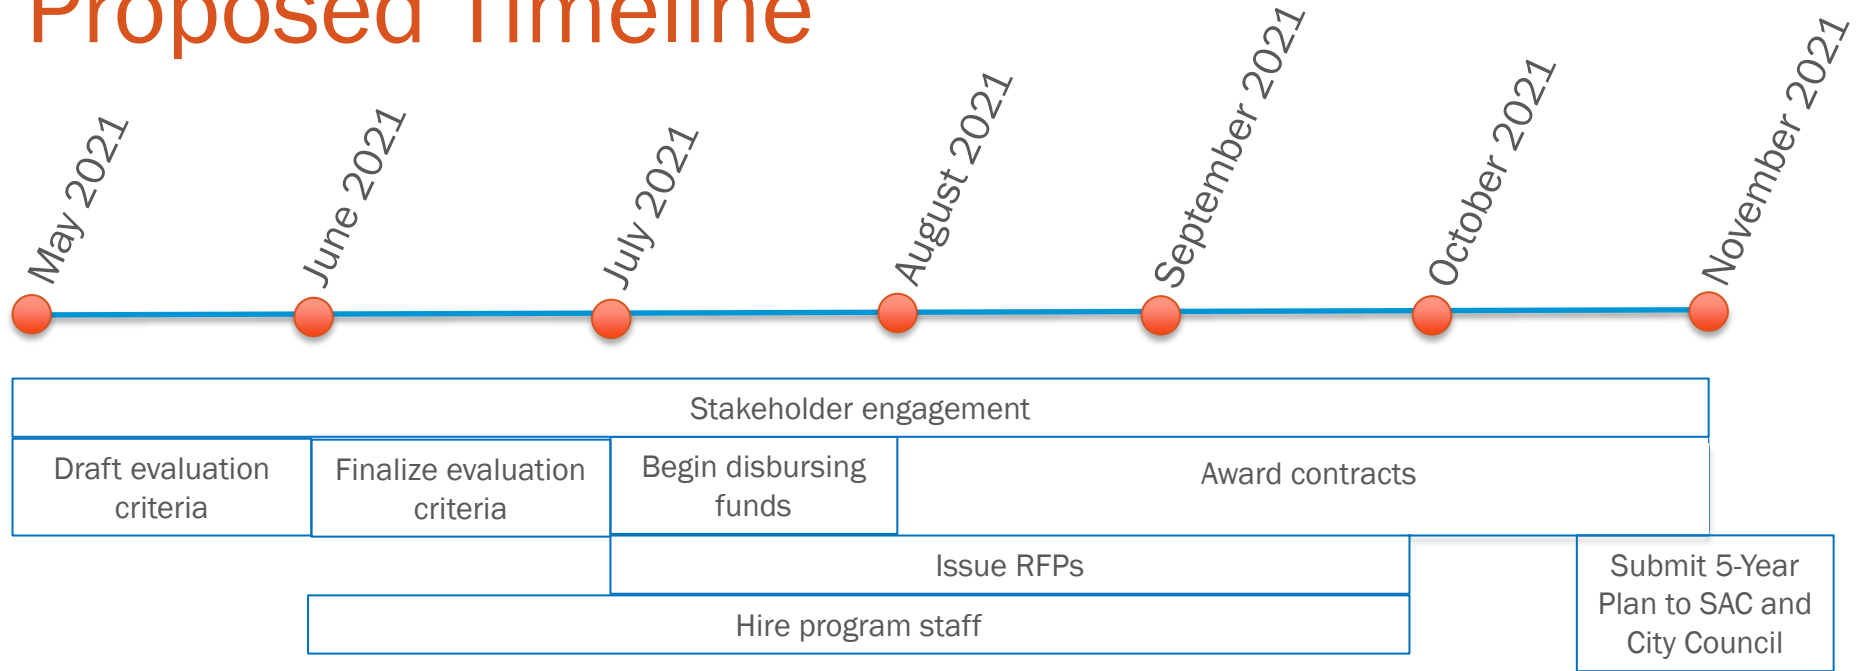 Proposed Timeline
May 2021
June 2021
July 2021
August 2021
September 2021
October 2021
November 2021
Stakeholder engagement
Draft evaluation
criteria
Finalize evaluation
criteria
Begin disbursing
funds
Award contracts
Issue RFPs
Hire program staff
Submit 5-Year
Plan to SAC and
City Council